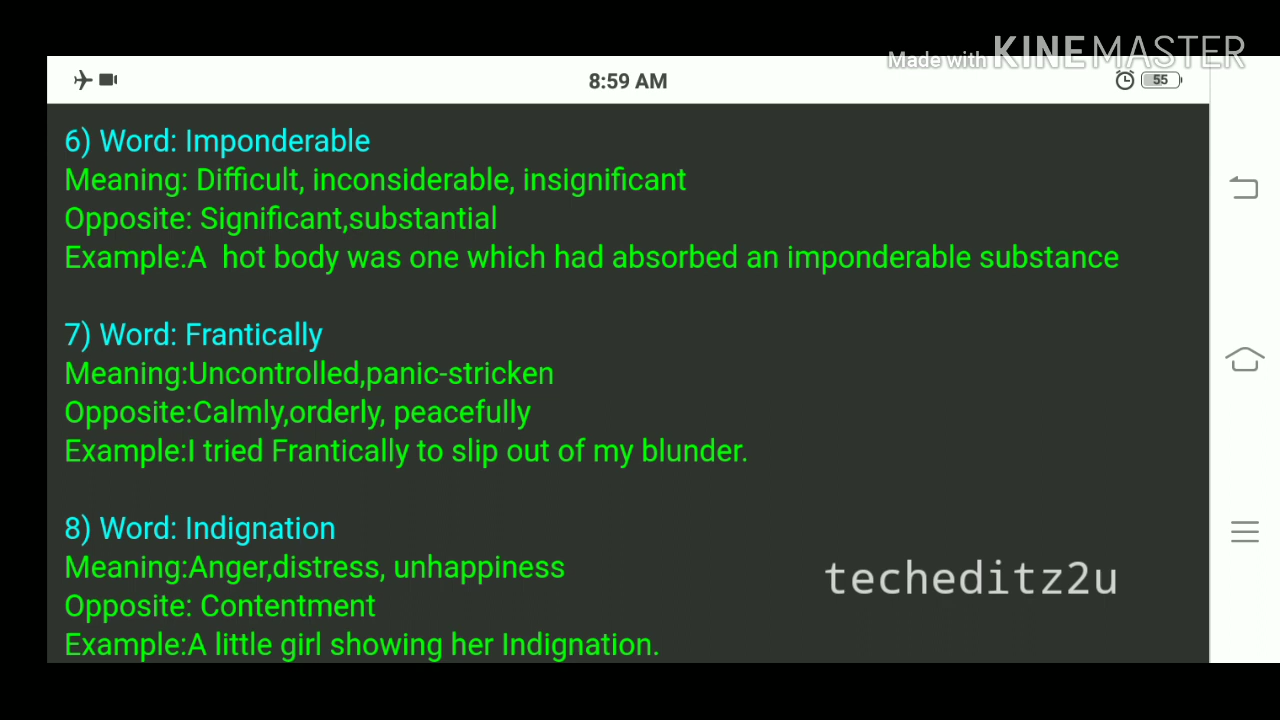 Made with KINEMASTER
8:59 AM
55
6) Word: Imponderable
Meaning: Difficult, inconsiderable, insignificant
Opposite: Significant,substantial
Example:A  hot body was one which had absorbed an imponderable substance
7) Word: Frantically
Meaning:Uncontrolled,panic-stricken
Opposite:Calmly,orderly, peacefully
Example:I tried Frantically to slip out of my blunder.
8) Word: Indignation
Meaning:Anger,distress, unhappiness
Opposite: Contentment
Example:A little girl showing her Indignation.
techeditz2u